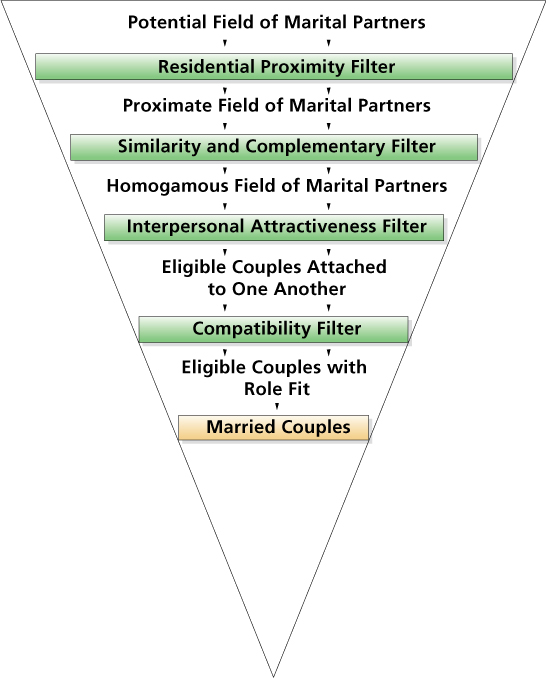 Potential Field of Marital Partners
Residential Proximity Filter
Proximate Field of Marital Partners
Similarity and Complementary Filter
Homogamous Field of Marital Partners
Interpersonal Attractiveness Filter
Eligible Couples Attached
to One Another
Compatibility Filter
Eligible Couples with
Role Fit
Married Couples